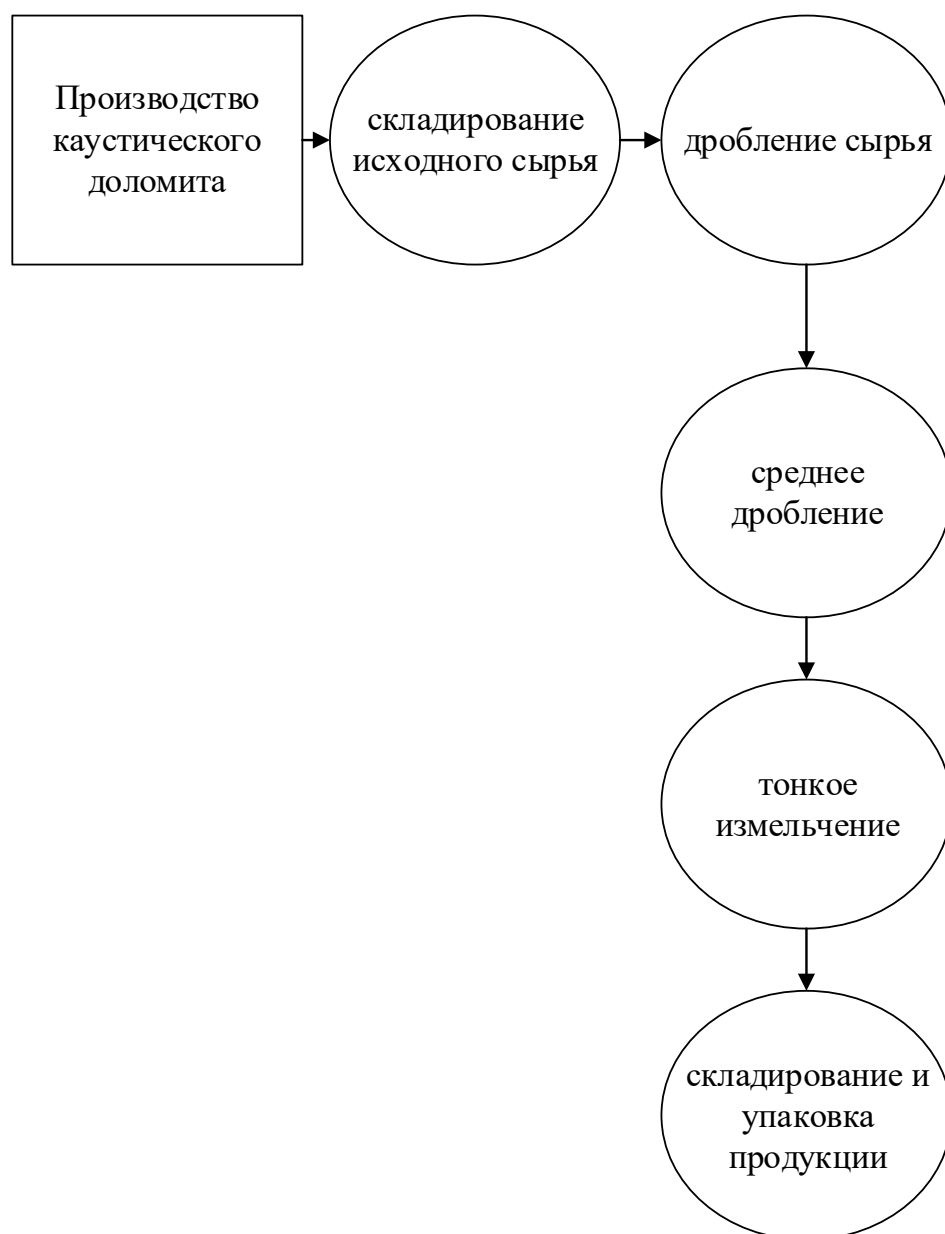 Производство
каустического
доломита
складирование
исходного сырья
дробление сырья
среднее
дробление
тонкое
измельчение
складирование и
упаковка
продукции